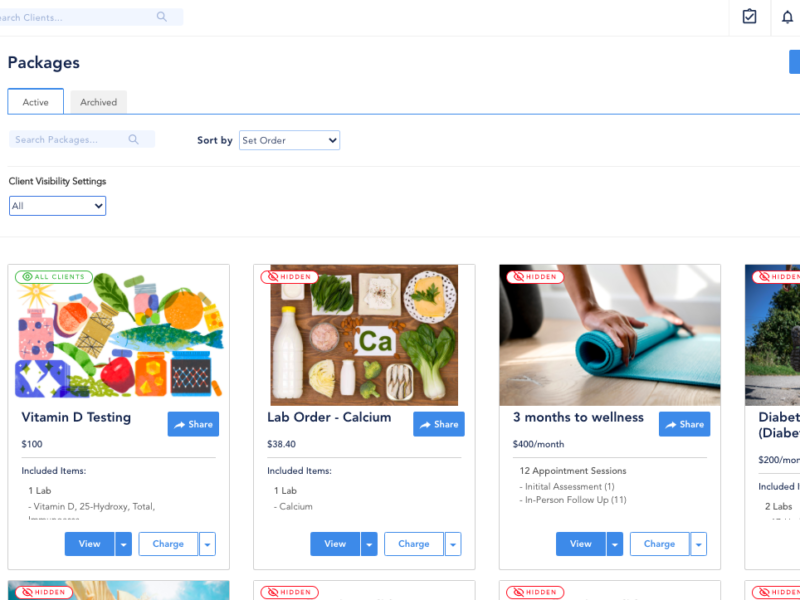 arch Clients...
Packages
Active
Archived
Search Packages...
Sort by
Set Order
Client Visibility Settings
All
ALL CLIENTS
Vitamin D Testing
Share
$100
Included Items:
1 Lab
- Vitamin D, 25-Hydroxy, Total,
View
Charge
HIDDEN
Ca
Lab Order - Calcium
Share
$38.40
Included Items:
1 Lab
- Calcium
View
Charge
HIDDEN
3 months to wellness
Share
$400/month
12 Appointment Sessions
- Initital Assessment (1)
- In-Person Follow Up (11)
View
Charge
HIDDEN
Diabet
(Diabe
$200/mon
Included I
2 Labs
HIDDEN
HIDDEN
HIDDEN
HIDDEN